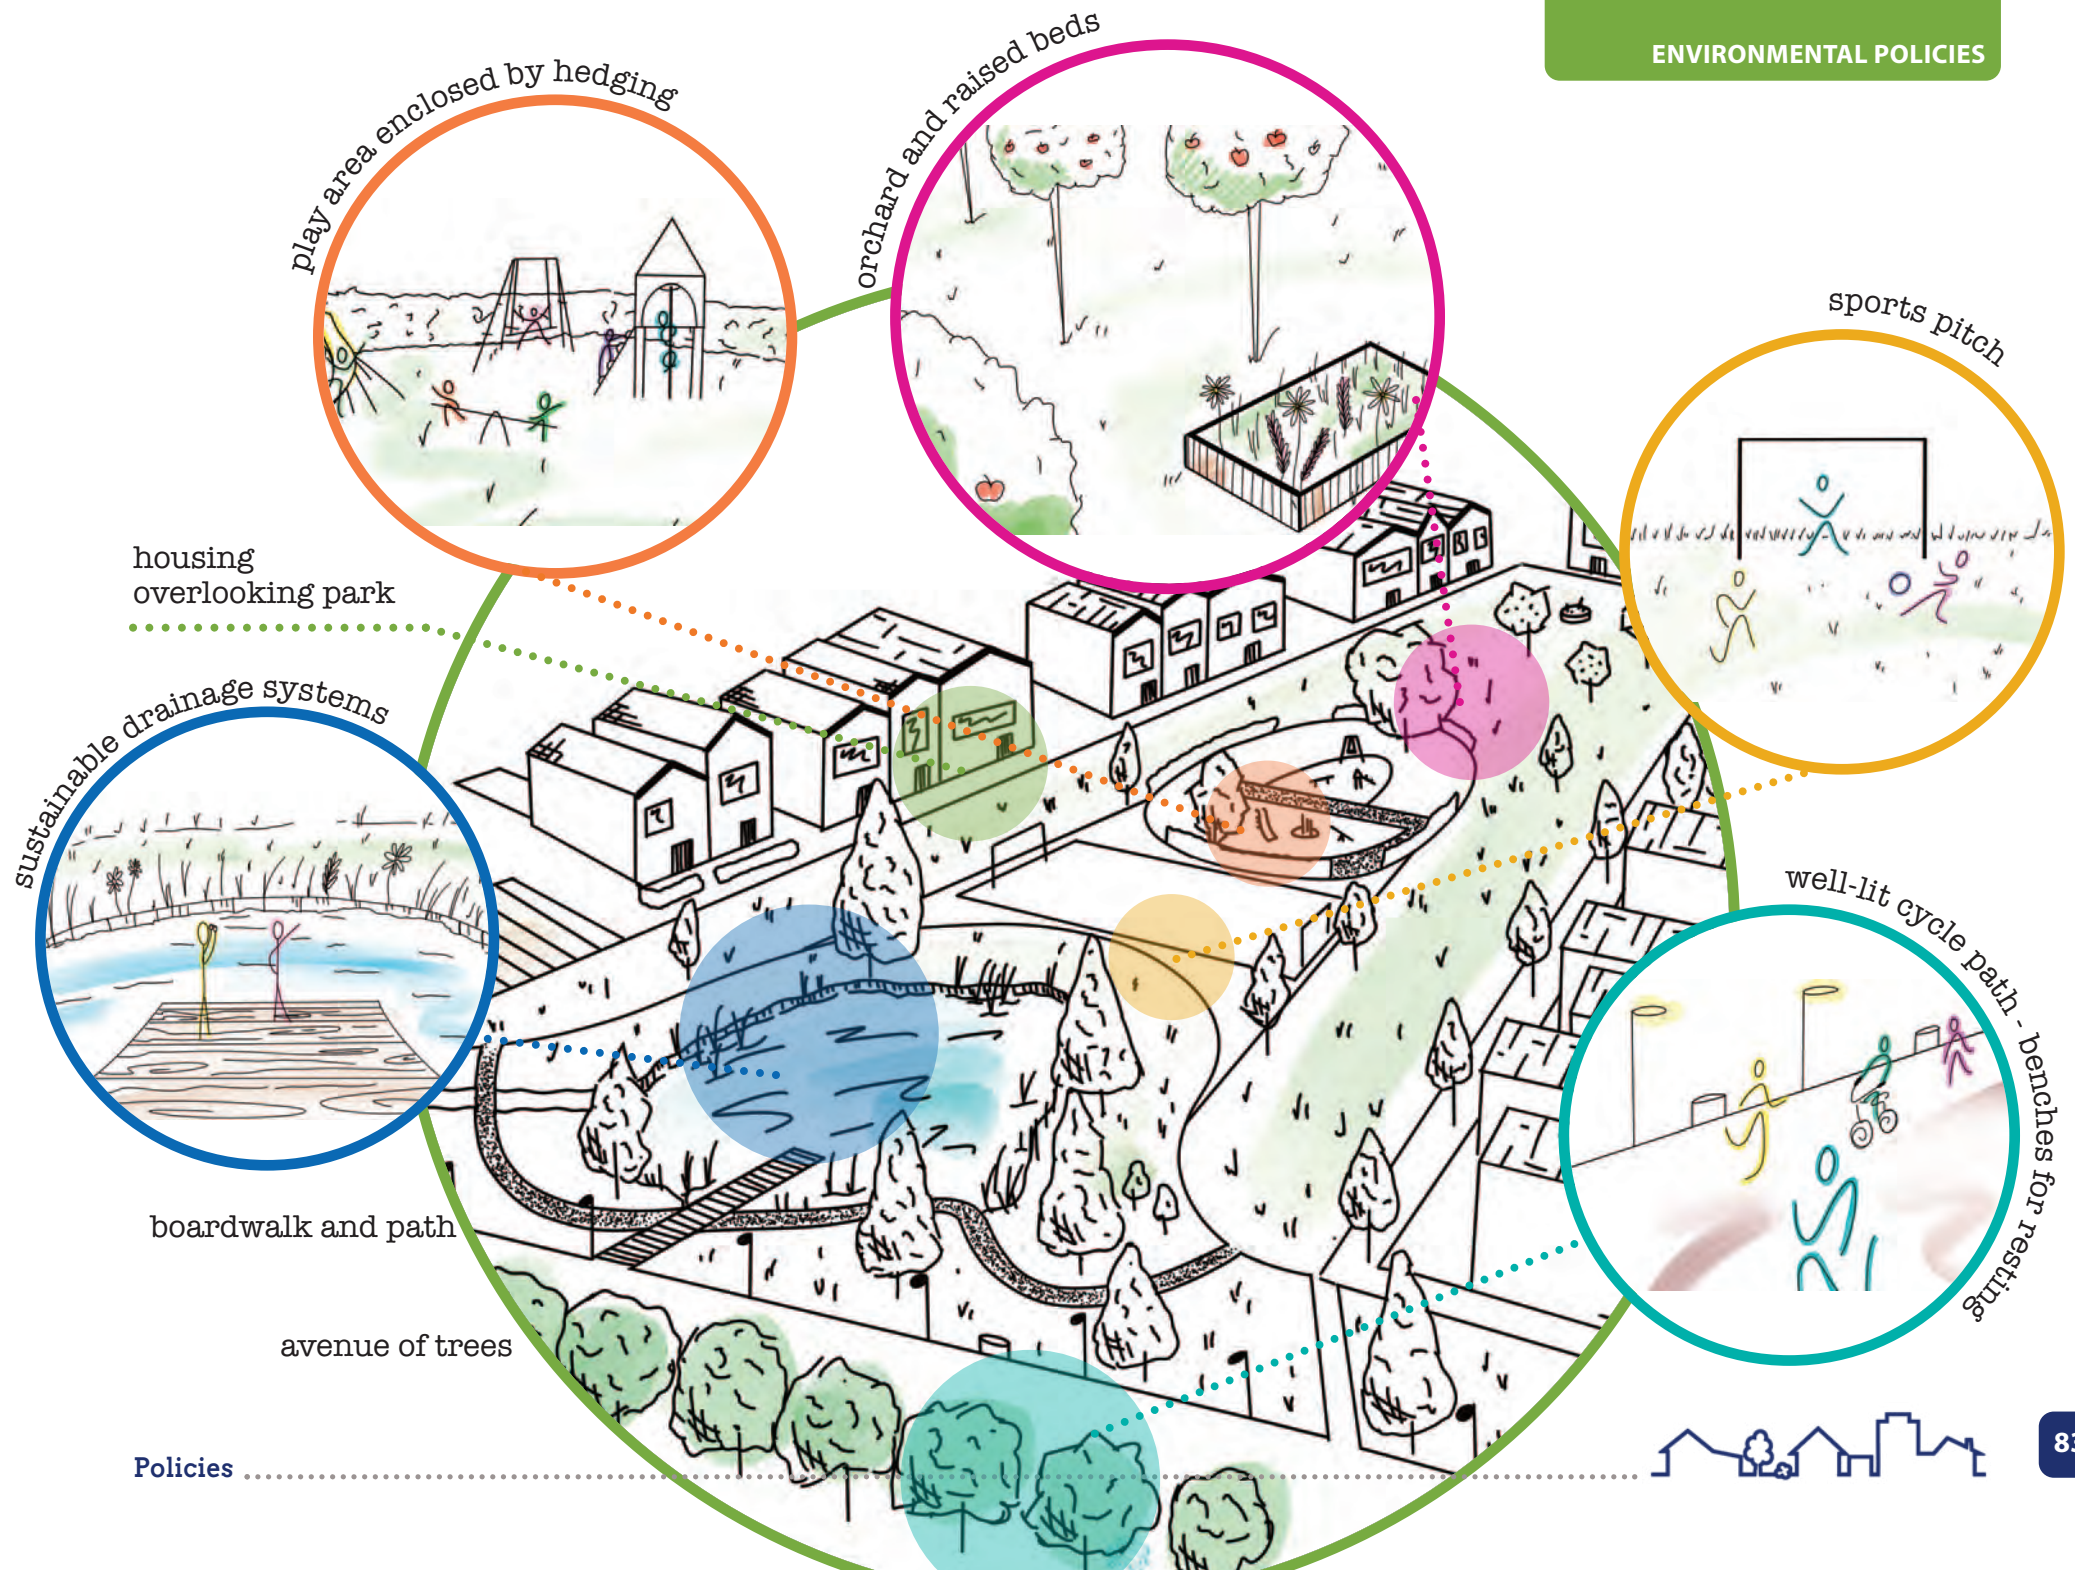 ENVIRONMENTAL POLICIES
play area enclosed by hedging
orchard and raised beds
sports pitch
housing
overlooking park
sustainable drainage systems
well-lit cycle path - benches for resting
boardwalk and path
avenue of trees
Policies
83